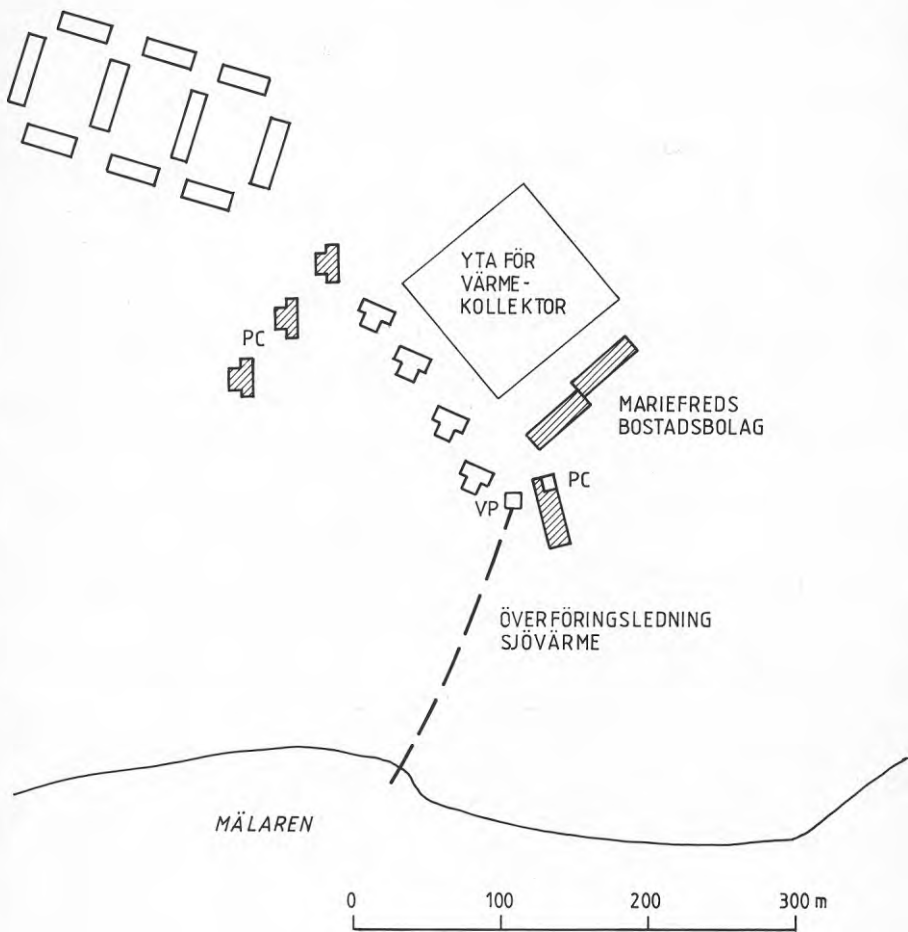 YTA FÖR
VÄRME-
KOLLEKTOR
PC
MARIEFREDS
BOSTADSBOLAG
PC
VP
ÖVERFÖRINGSLEDNING
SJÖVÄRME
MÄLAREN
0 100 200 300 m